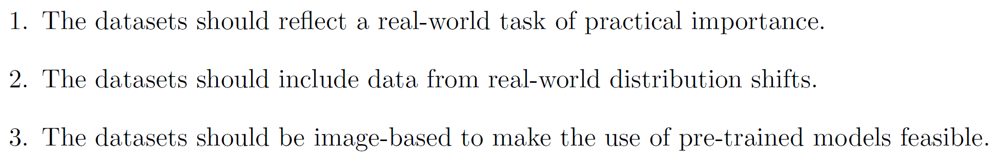 1. The datasets should reflect a real-world task of practical importance.
2. The datasets should include data from real-world distribution shifts.
3. The datasets should be image-based to make the use of pre-trained models feasible.